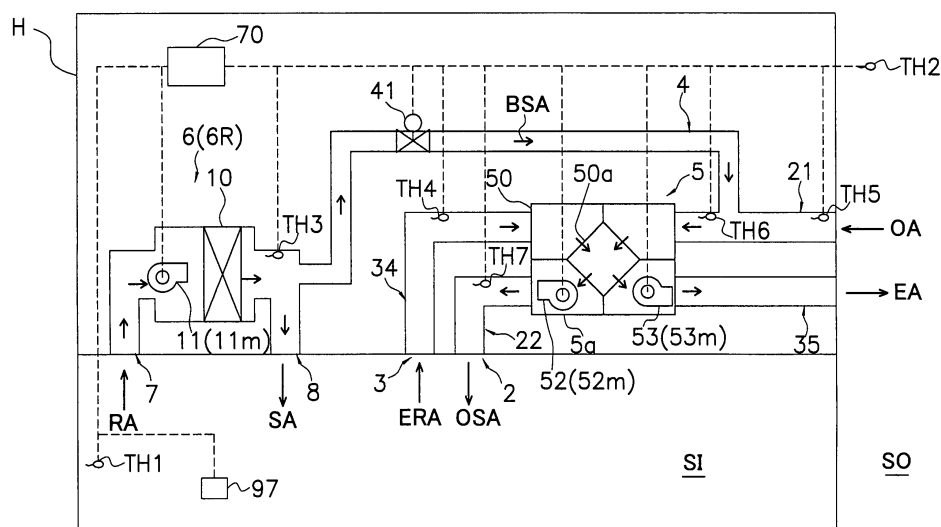 H
70
TH2
41
BSA
4
6(6R)
10
50
50a
5
21
TH3
TH4
TH5
TH6
OA
TH7
34
EA
11(11m)
22
5a
53(53m)
35
7
8
3
2
52(52m)
RA
SA
ERA
OSA
TH1
97
SI
SO